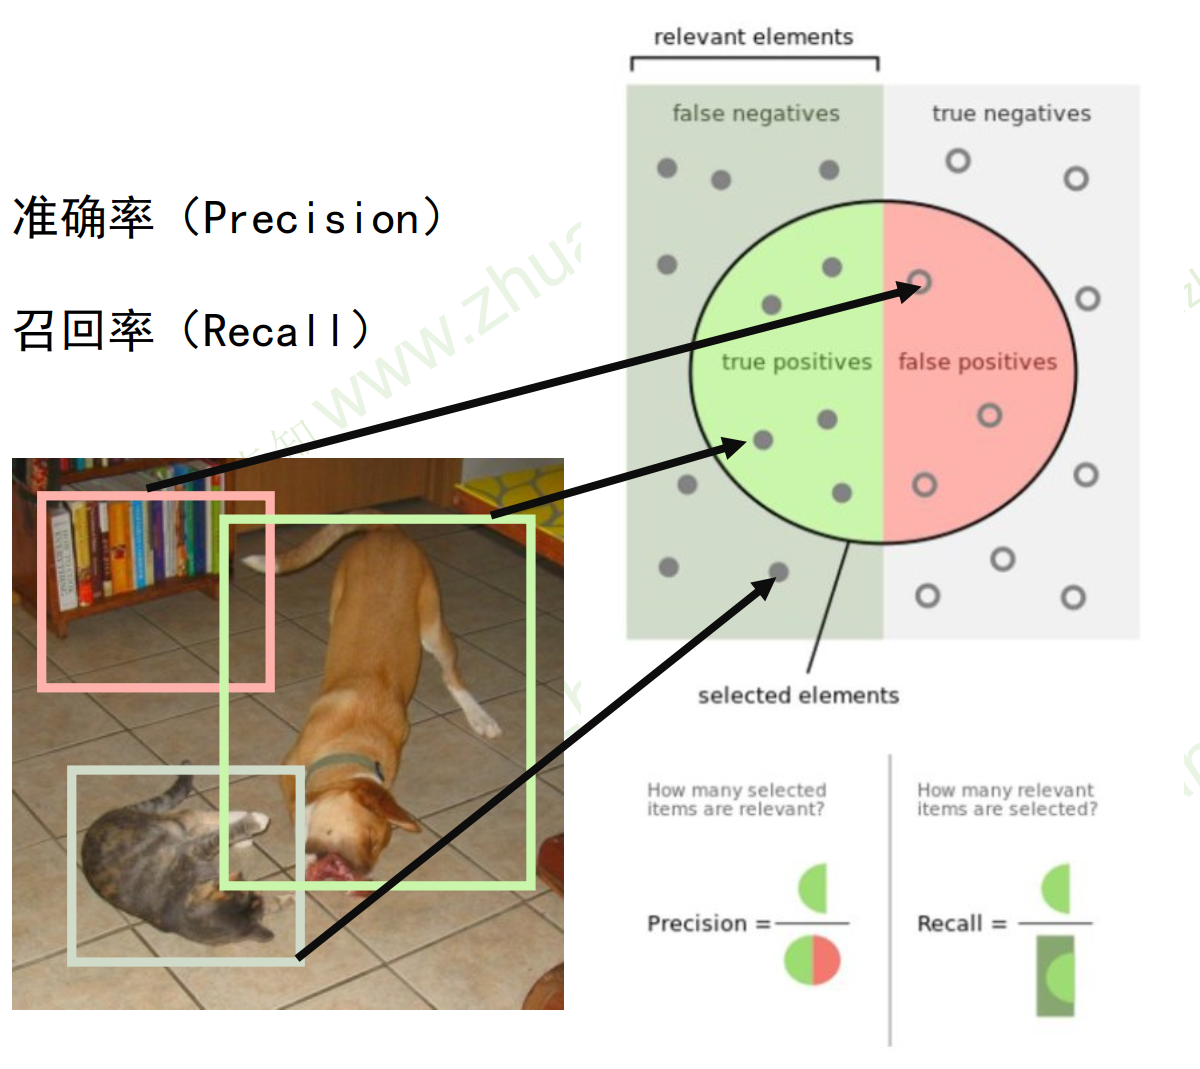 准确率（Precision）
召回率（Recall）
relevant elements
false negatives
true negatives
true positives
false positives
selected elements
How many selected
items are relevant?
Precision =
How many relevant
items are selected?
Recall =
www.zhua
知